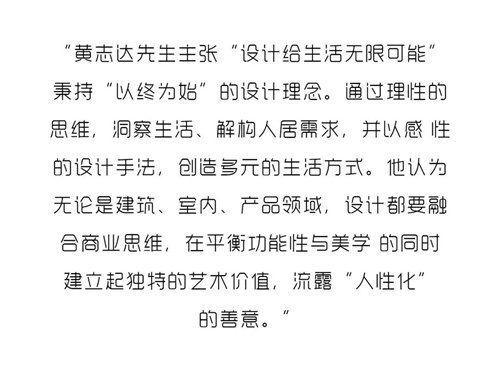 “黄志达先生主张“设计给生活无限可能”
秉持“以终为始”的设计理念。通过理性的
思维，洞察生活、解构人居需求，并以感 性
的设计手法，创造多元的生活方式。他认为
无论是建筑、室内、产品领域，设计都要融
合商业思维，在平衡功能性与美学 的同时
建立起独特的艺术价值，流露“人性化”
的善意。”